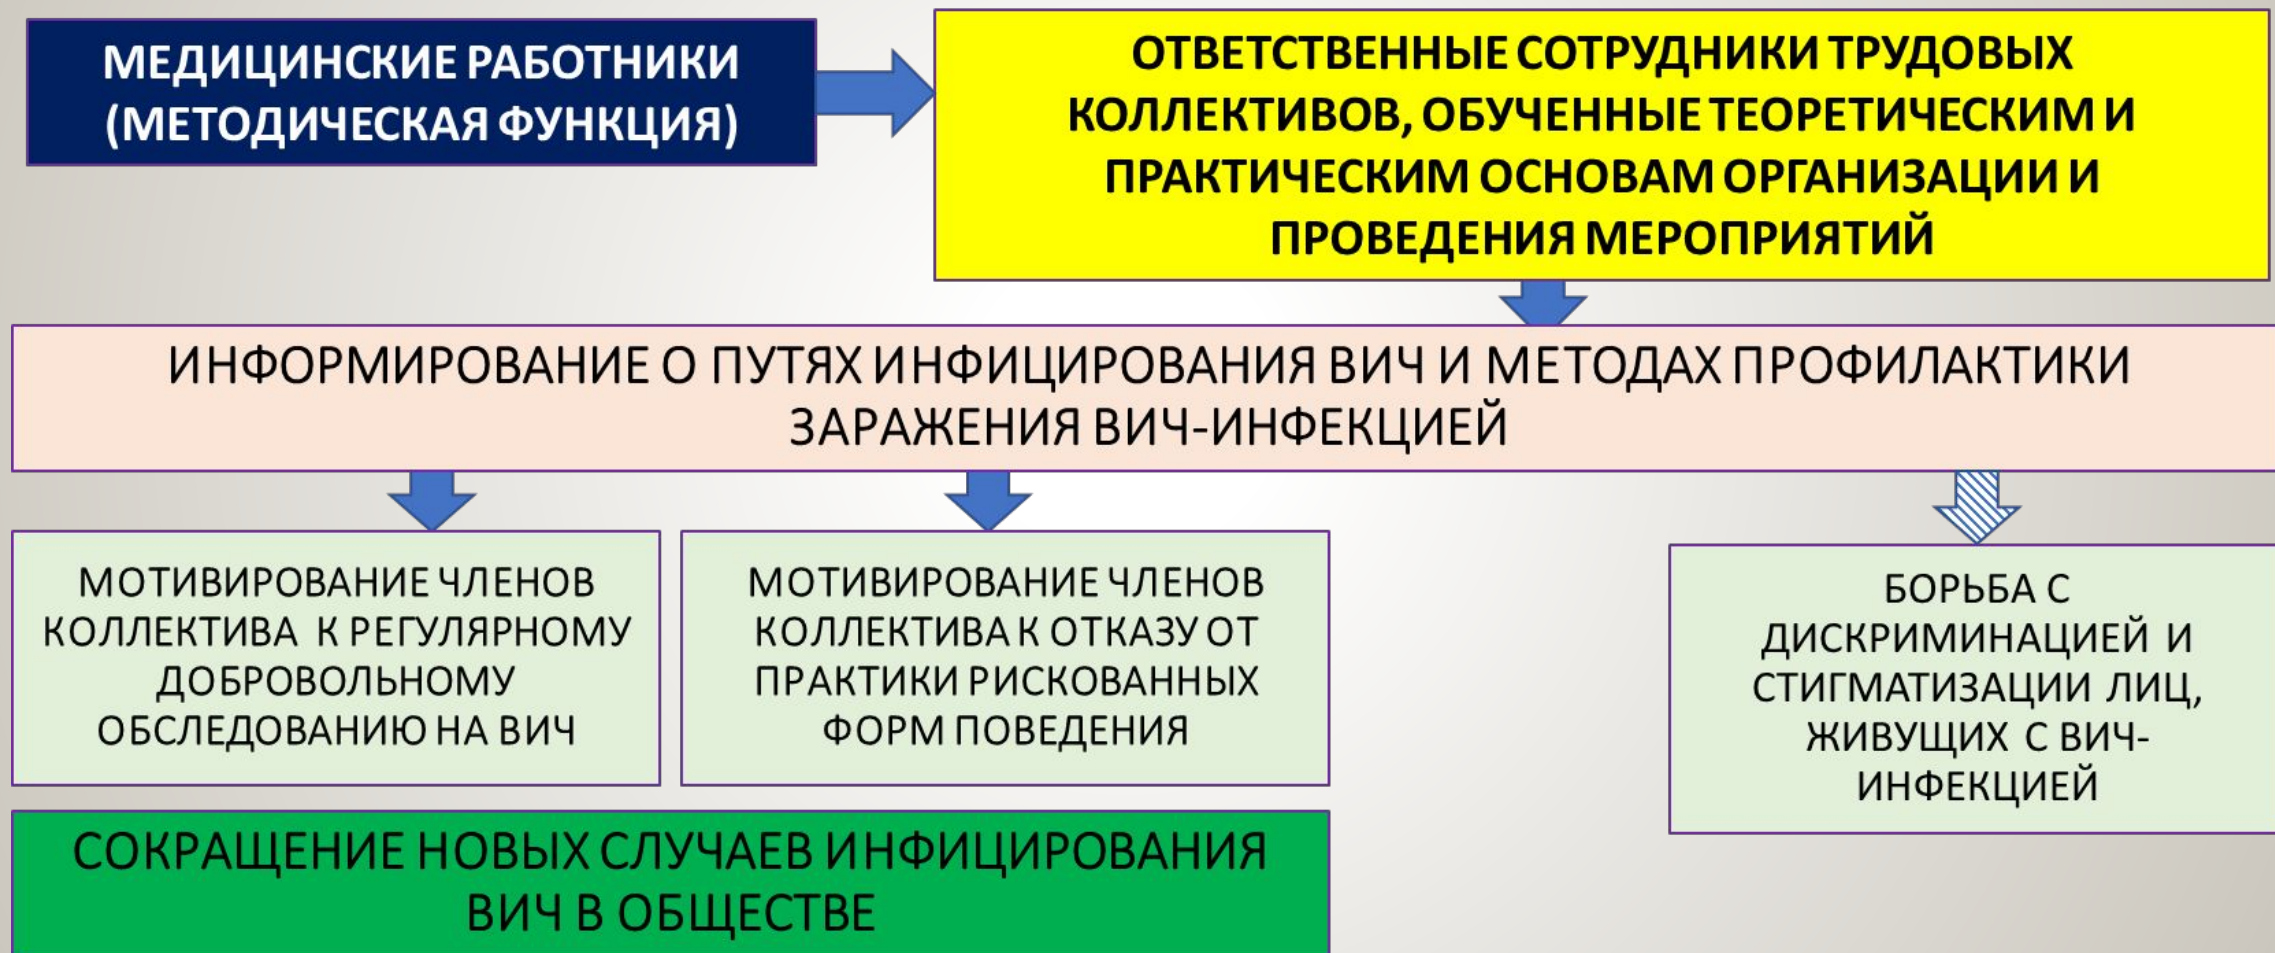 МЕДИЦИНСКИЕ РАБОТНИКИ
(МЕТОДИЧЕСКАЯ ФУНКЦИЯ)
ОТВЕТСТВЕННЫЕ СОТРУДНИКИ ТРУДОВЫХ
КОЛЛЕКТИВОВ, ОБУЧЕННЫЕ ТЕОРЕТИЧЕСКИМ И
ПРАКТИЧЕСКИМ ОСНОВАМ ОРГАНИЗАЦИИ И
ПРОВЕДЕНИЯ МЕРОПРИЯТИЙ
ИНФОРМИРОВАНИЕ О ПУТЯХ ИНФИЦИРОВАНИЯ ВИЧ И МЕТОДАХ ПРОФИЛАКТИКИ
ЗАРАЖЕНИЯ ВИЧ-ИНФЕКЦИЕЙ
МОТИВИРОВАНИЕ ЧЛЕНОВ
КОЛЛЕКТИВА К РЕГУЛЯРНОМУ
ДОБРОВОЛЬНОМУ
ОБСЛЕДОВАНИЮ НА ВИЧ
МОТИВИРОВАНИЕ ЧЛЕНОВ
КОЛЛЕКТИВА К ОТКАЗУ ОТ
ПРАКТИКИ РИСКОВАННЫХ
ФОРМ ПОВЕДЕНИЯ
БОРЬБА С
ДИСКРИМИНАЦИЕЙ И
СТИГМАТИЗАЦИИ ЛИЦ,
ЖИВУЩИХ С ВИЧ-
ИНФЕКЦИЕЙ
СОКРАЩЕНИЕ НОВЫХ СЛУЧАЕВ ИНФИЦИРОВАНИЯ
ВИЧ В ОБЩЕСТВЕ